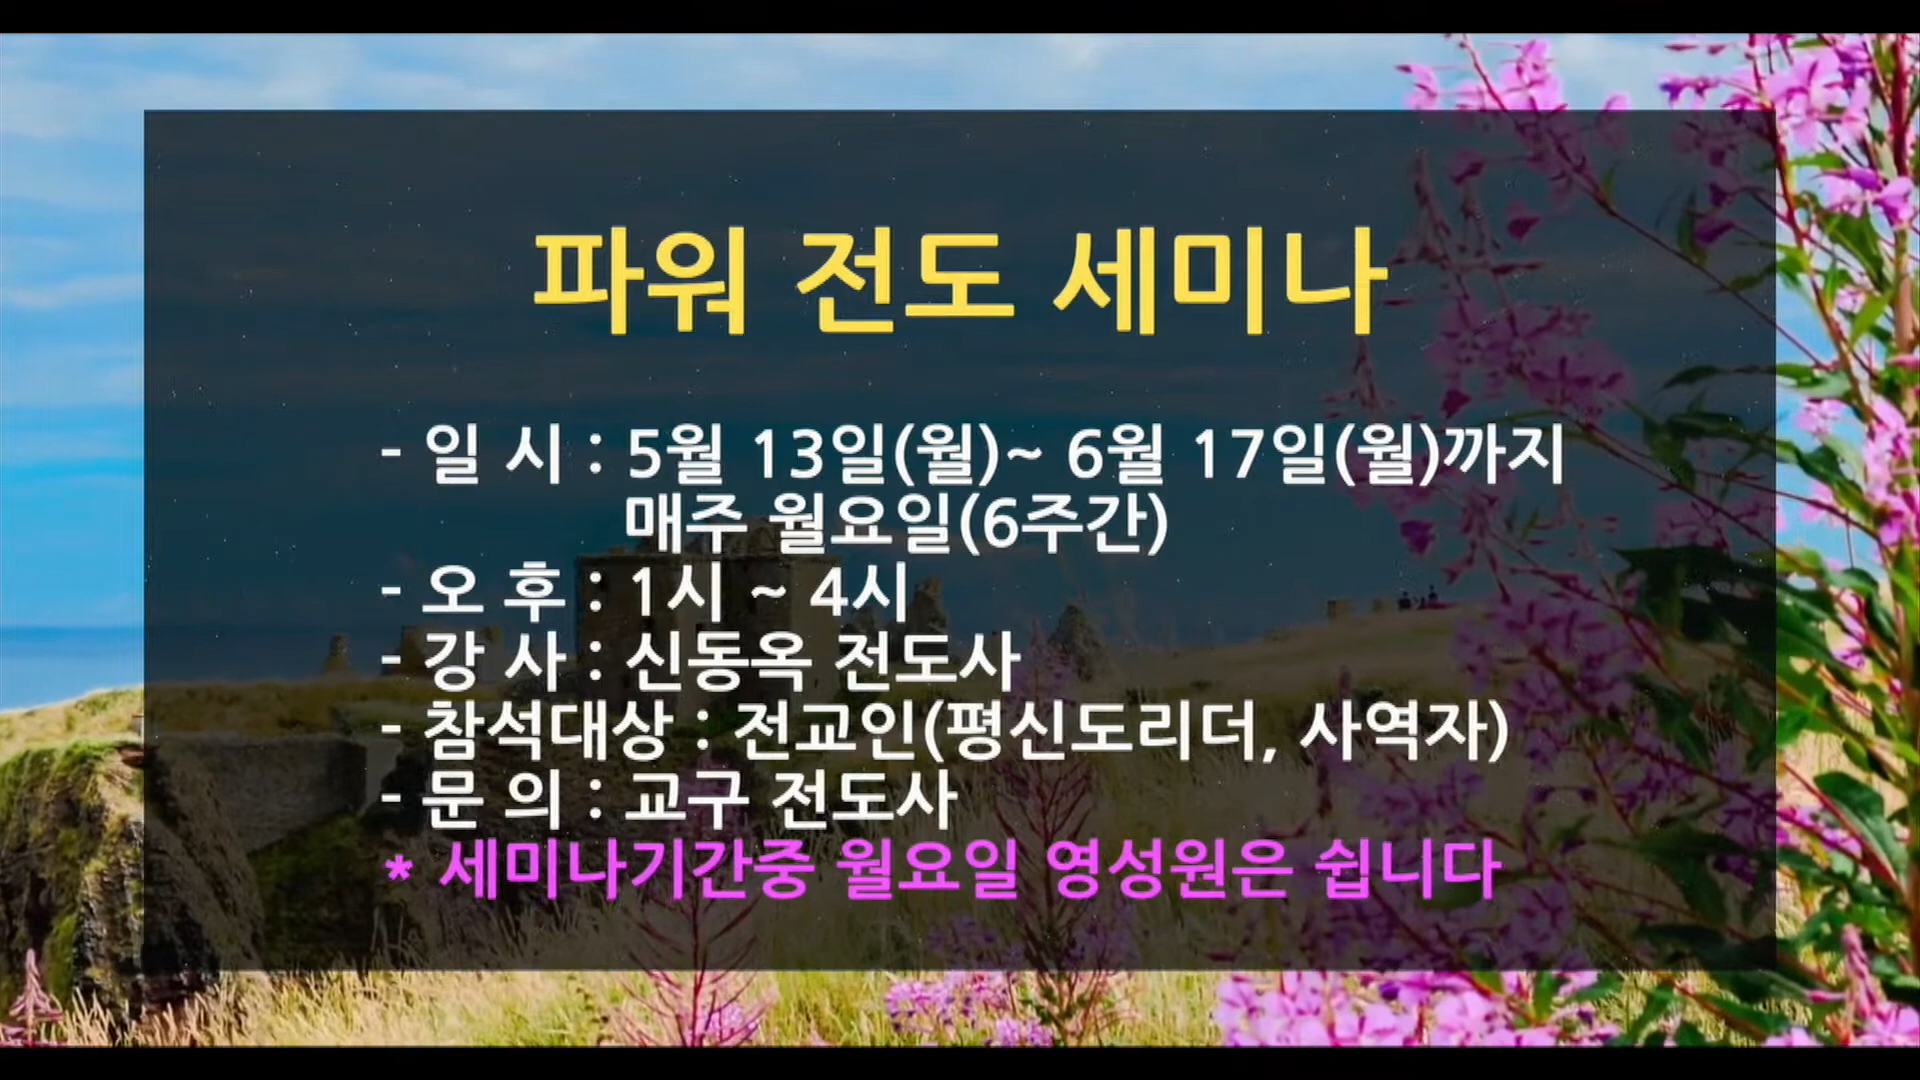 파워 전도 세미나
- 일 시 : 5월 13일(월)~ 6월 17일(월)까지
매주 월요일(6주간)
- 오 후 : 1시 ~ 4시
- 강 사 : 신동옥 전도사
- 참석대상 : 전교인(평신도리더, 사역자)
- 문 의 : 교구 전도사
* 세미나기간중 월요일 영성원은 쉽니다